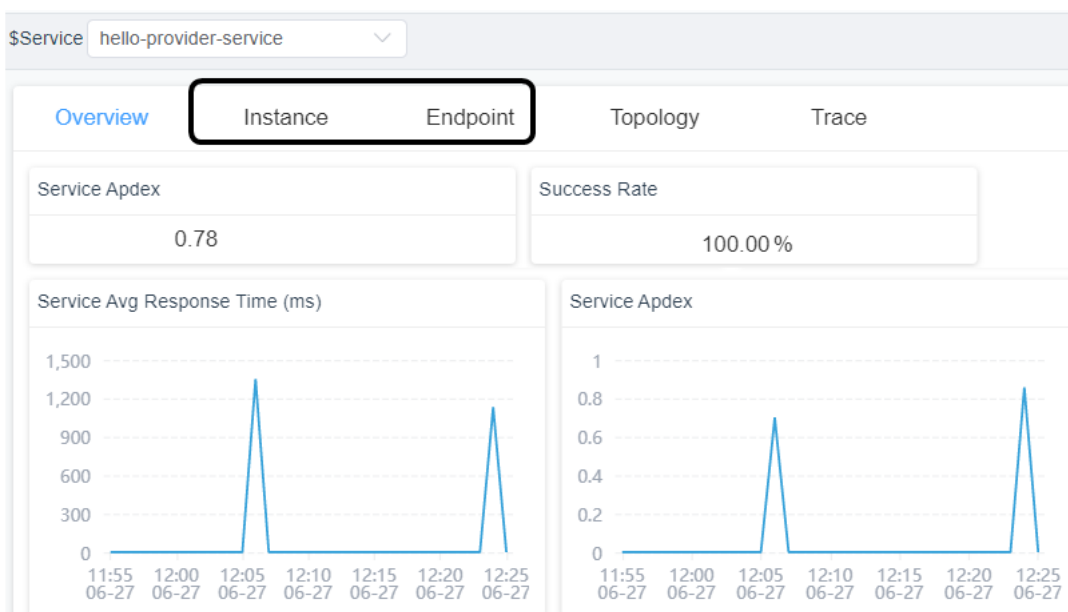 $Service hello-provider-service
Overview Instance Endpoint Topology Trace
Service Apdex
0.78
Success Rate
100.00 %
Service Avg Response Time (ms)
1,500
1,200
900
600
300
0
11:55 12:00 12:05 12:10 12:15 12:20 12:25
06-27 06-27 06-27 06-27 06-27 06-27 06-27
Service Apdex
1
0.8
0.6
0.4
0.2
0
11:55 12:00 12:05 12:10 12:15 12:20 12:25
06-27 06-27 06-27 06-27 06-27 06-27 06-27